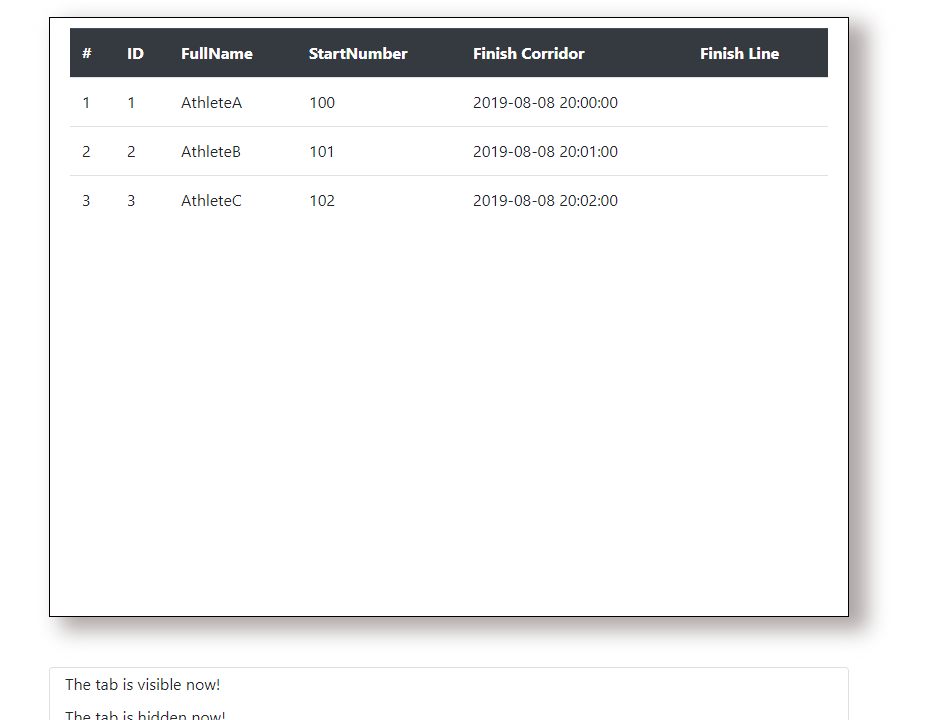 # ID FullName StartNumber Finish Corridor Finish Line
1 1 AthleteA 100 2019-08-08 20:00:00
2 2 AthleteB 101 2019-08-08 20:01:00
3 3 AthleteC 102 2019-08-08 20:02:00
The tab is visible now!
The tab is hidden now!